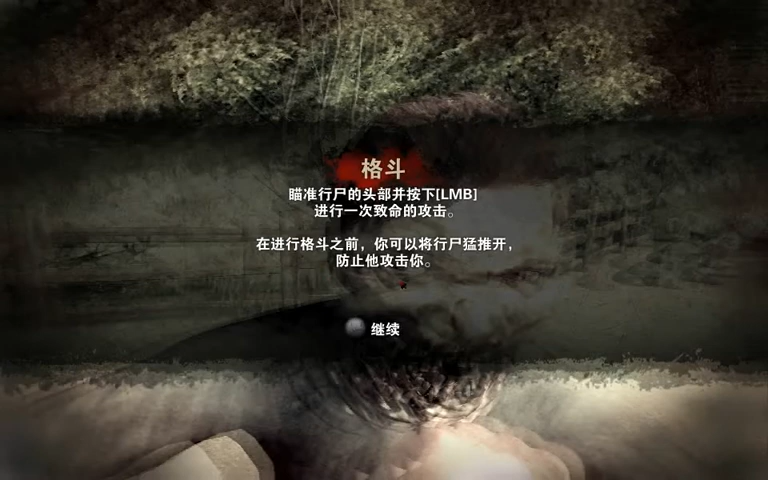 格斗
瞄准行尸的头部并按下[LMB]
进行一次致命的攻击。
在进行格斗之前，你可以将行尸猛推开，
防止他攻击你。
继续